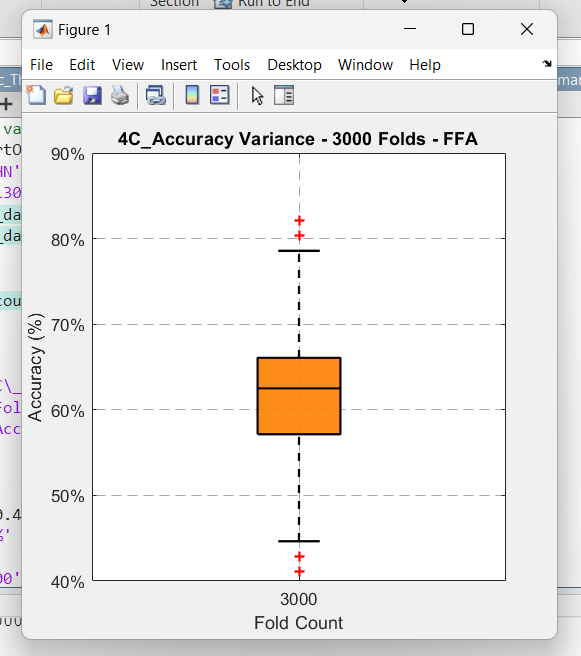 Section
Run to End
Figure 1
File Edit View Insert Tools Desktop Window Help
4C_Accuracy Variance - 3000 Folds - FFA
90%
80%
70%
60%
50%
40%
Accuracy (%)
3000
Fold Count